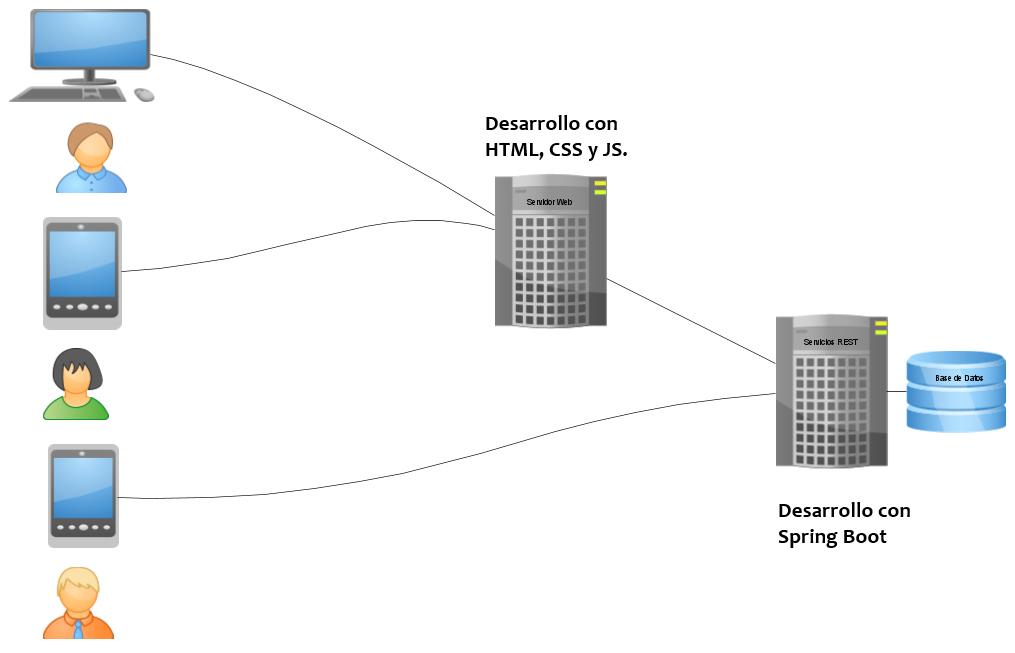 Desarrollo con
HTML, CSS y JS.
Servidor Web
Servicios REST
Base de Datos
Desarrollo con
Spring Boot